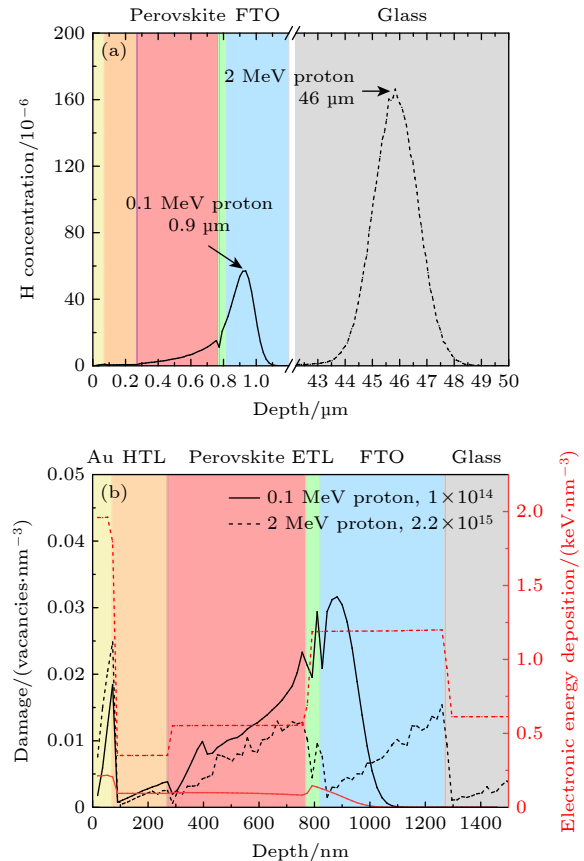 Perovskite FTO Glass
(a)
200
160
120
80
40
0
H concentration/10⁻⁶
2 MeV proton
46 µm
0.1 MeV proton
0.9 µm
0 0.2 0.4 0.6 0.8 1.0 43 44 45 46 47 48 49 50
Depth/µm
Au HTL Perovskite ETL FTO Glass
(b)
0.1 MeV proton, 1×10¹⁴
2 MeV proton, 2.2×10¹⁵
0.05
0.04
0.03
0.02
0.01
0
Damage/(vacancies·nm⁻³)
2.0
1.5
1.0
0.5
0
Electronic energy deposition/(keV·nm⁻³)
0 200 400 600 800 1000 1200 1400
Depth/nm